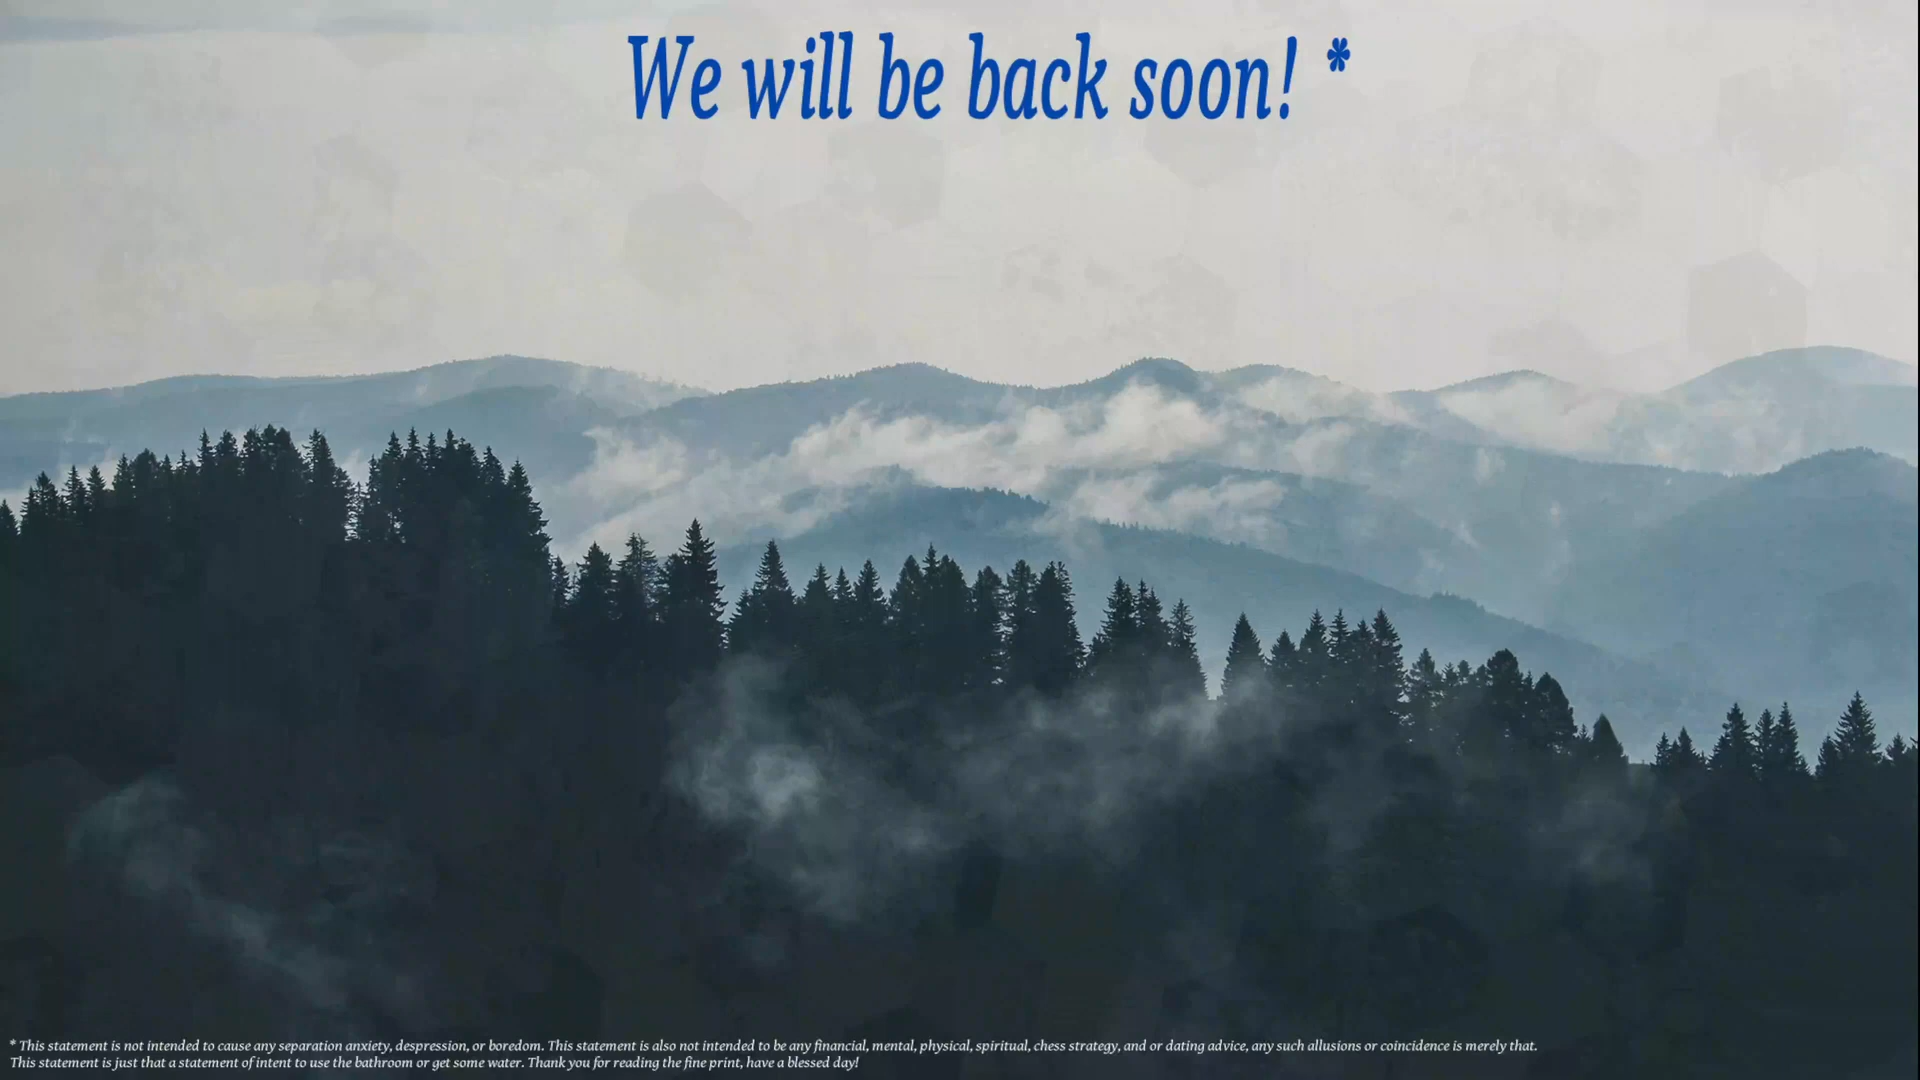 We will be back soon! *
* This statement is not intended to cause any separation anxiety, despression, or boredom. This statement is also not intended to be any financial, mental, physical, spiritual, chess strategy, and or dating advice, any such allusions or coincidence is merely that.
This statement is just that a statement of intent to use the bathroom or get some water. Thank you for reading the fine print, have a blessed day!